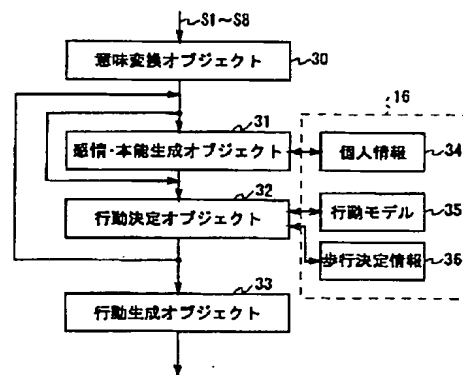 S1〜S8
意味変換オブジェクト 30
16
31
感情・本能生成オブジェクト 個人情報 34
32
行動決定オブジェクト 行動モデル 35
歩行決定情報 36
33
行動生成オブジェクト